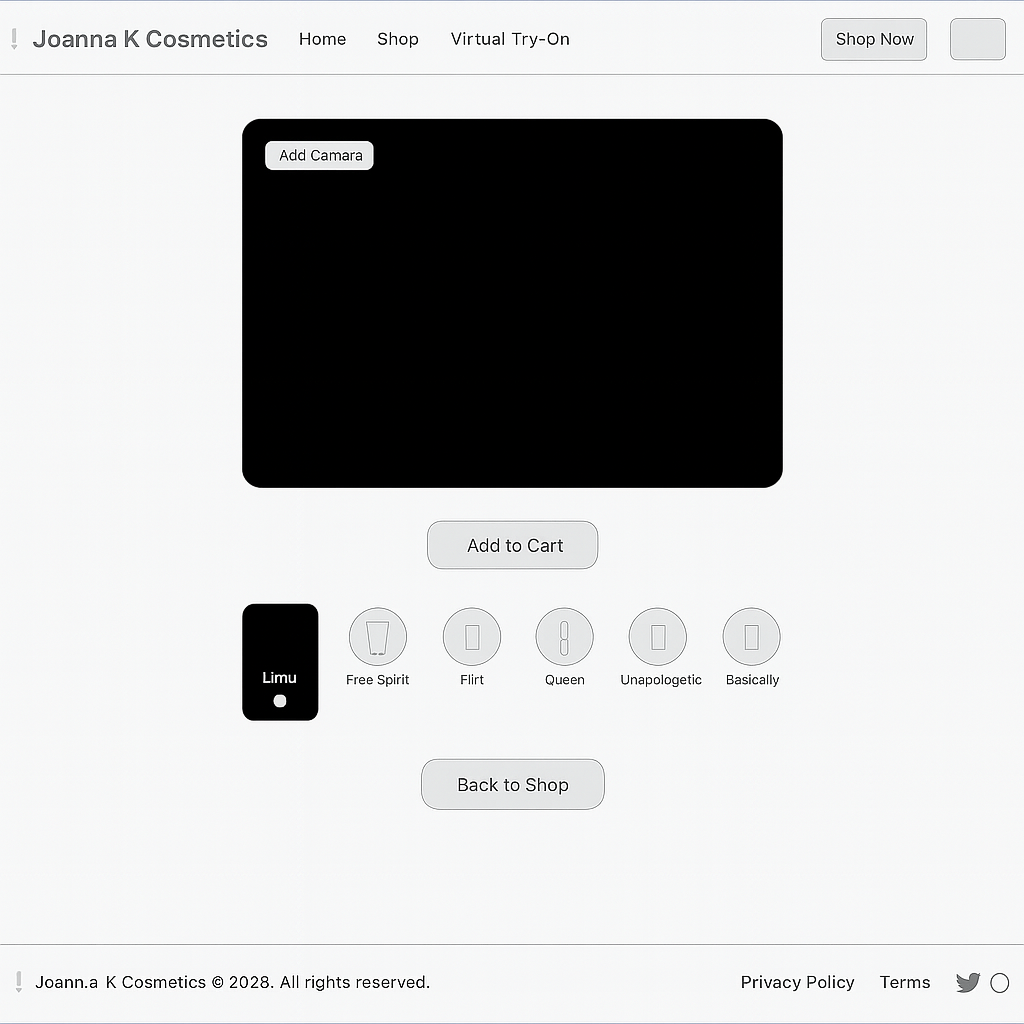 Joanna K Cosmetics Home Shop Virtual Try-On Shop Now
Add Camara
Add to Cart
Limu
Free Spirit Flirt Queen Unapologetic Basically
Back to Shop
Joann.a K Cosmetics © 2028. All rights reserved. Privacy Policy Terms